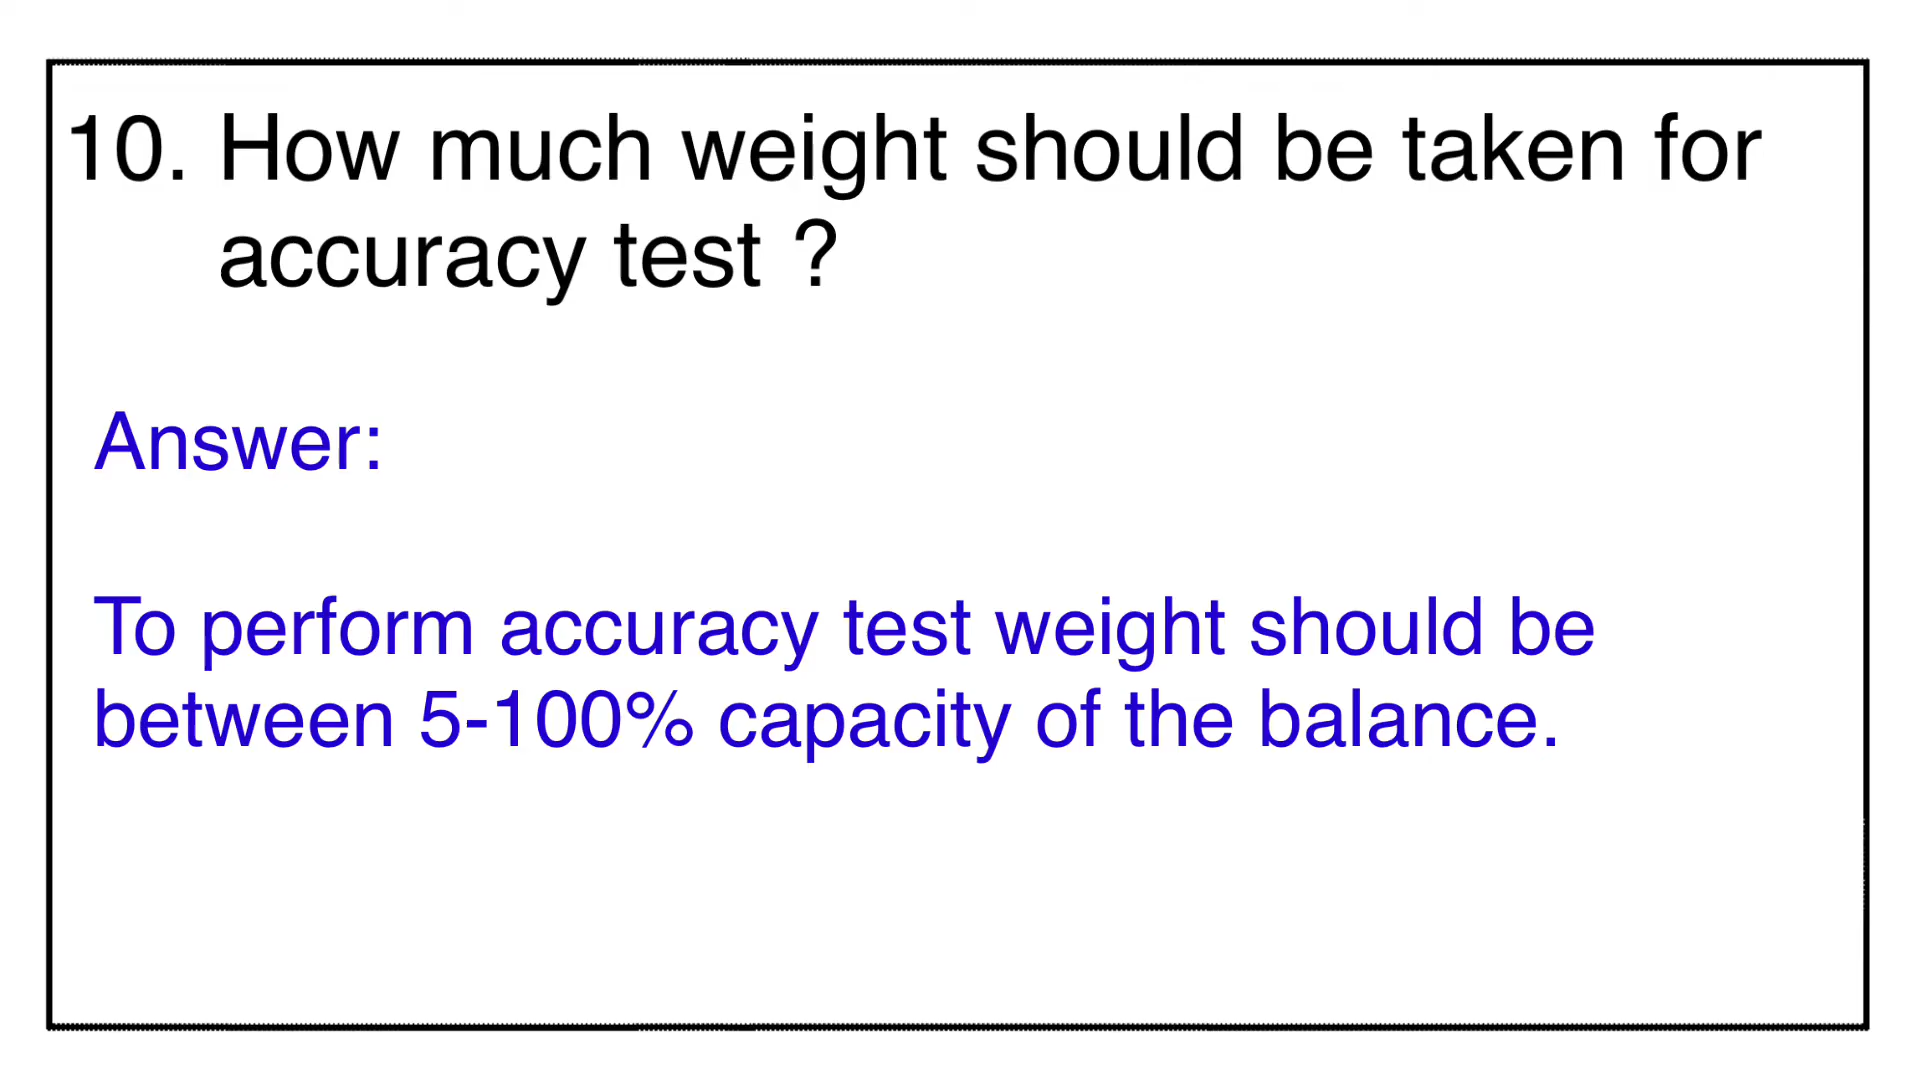 10. How much weight should be taken for
accuracy test ?
Answer:
To perform accuracy test weight should be
between 5-100% capacity of the balance.